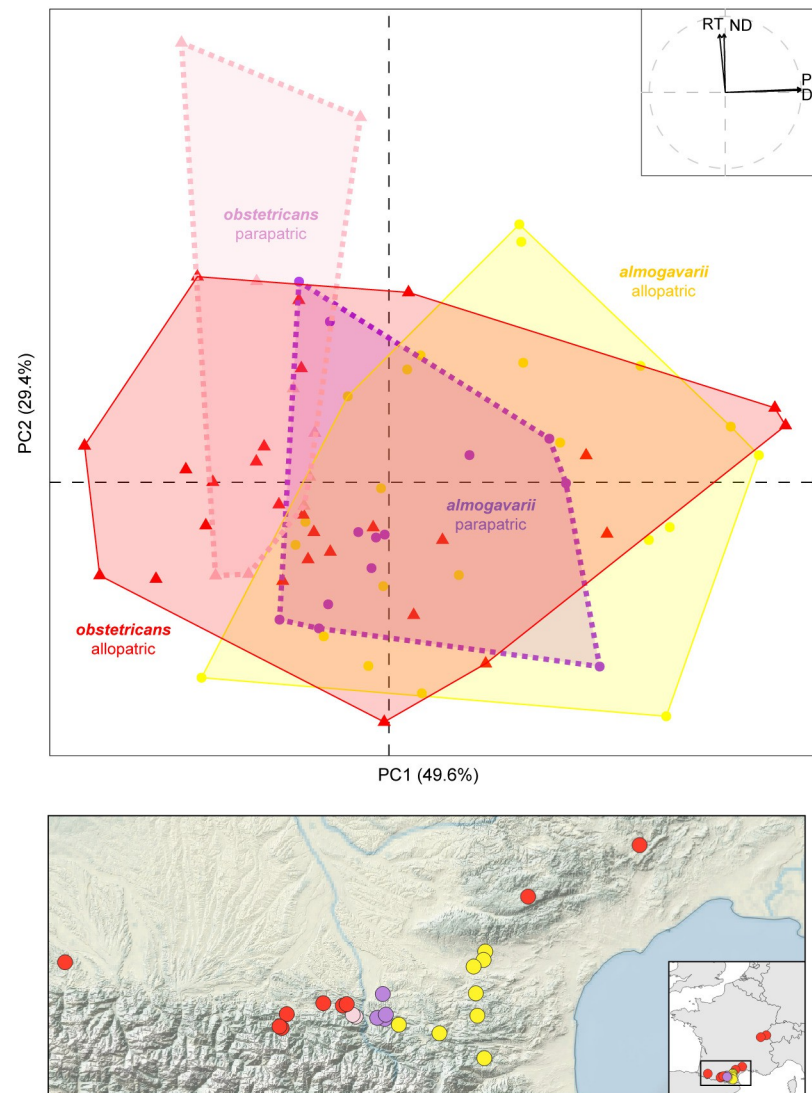 RT ND
P
D
obstetricans
parapatric
almogavarii
allopatric
PC2 (29.4%)
almogavarii
parapatric
obstetricans
allopatric
PC1 (49.6%)